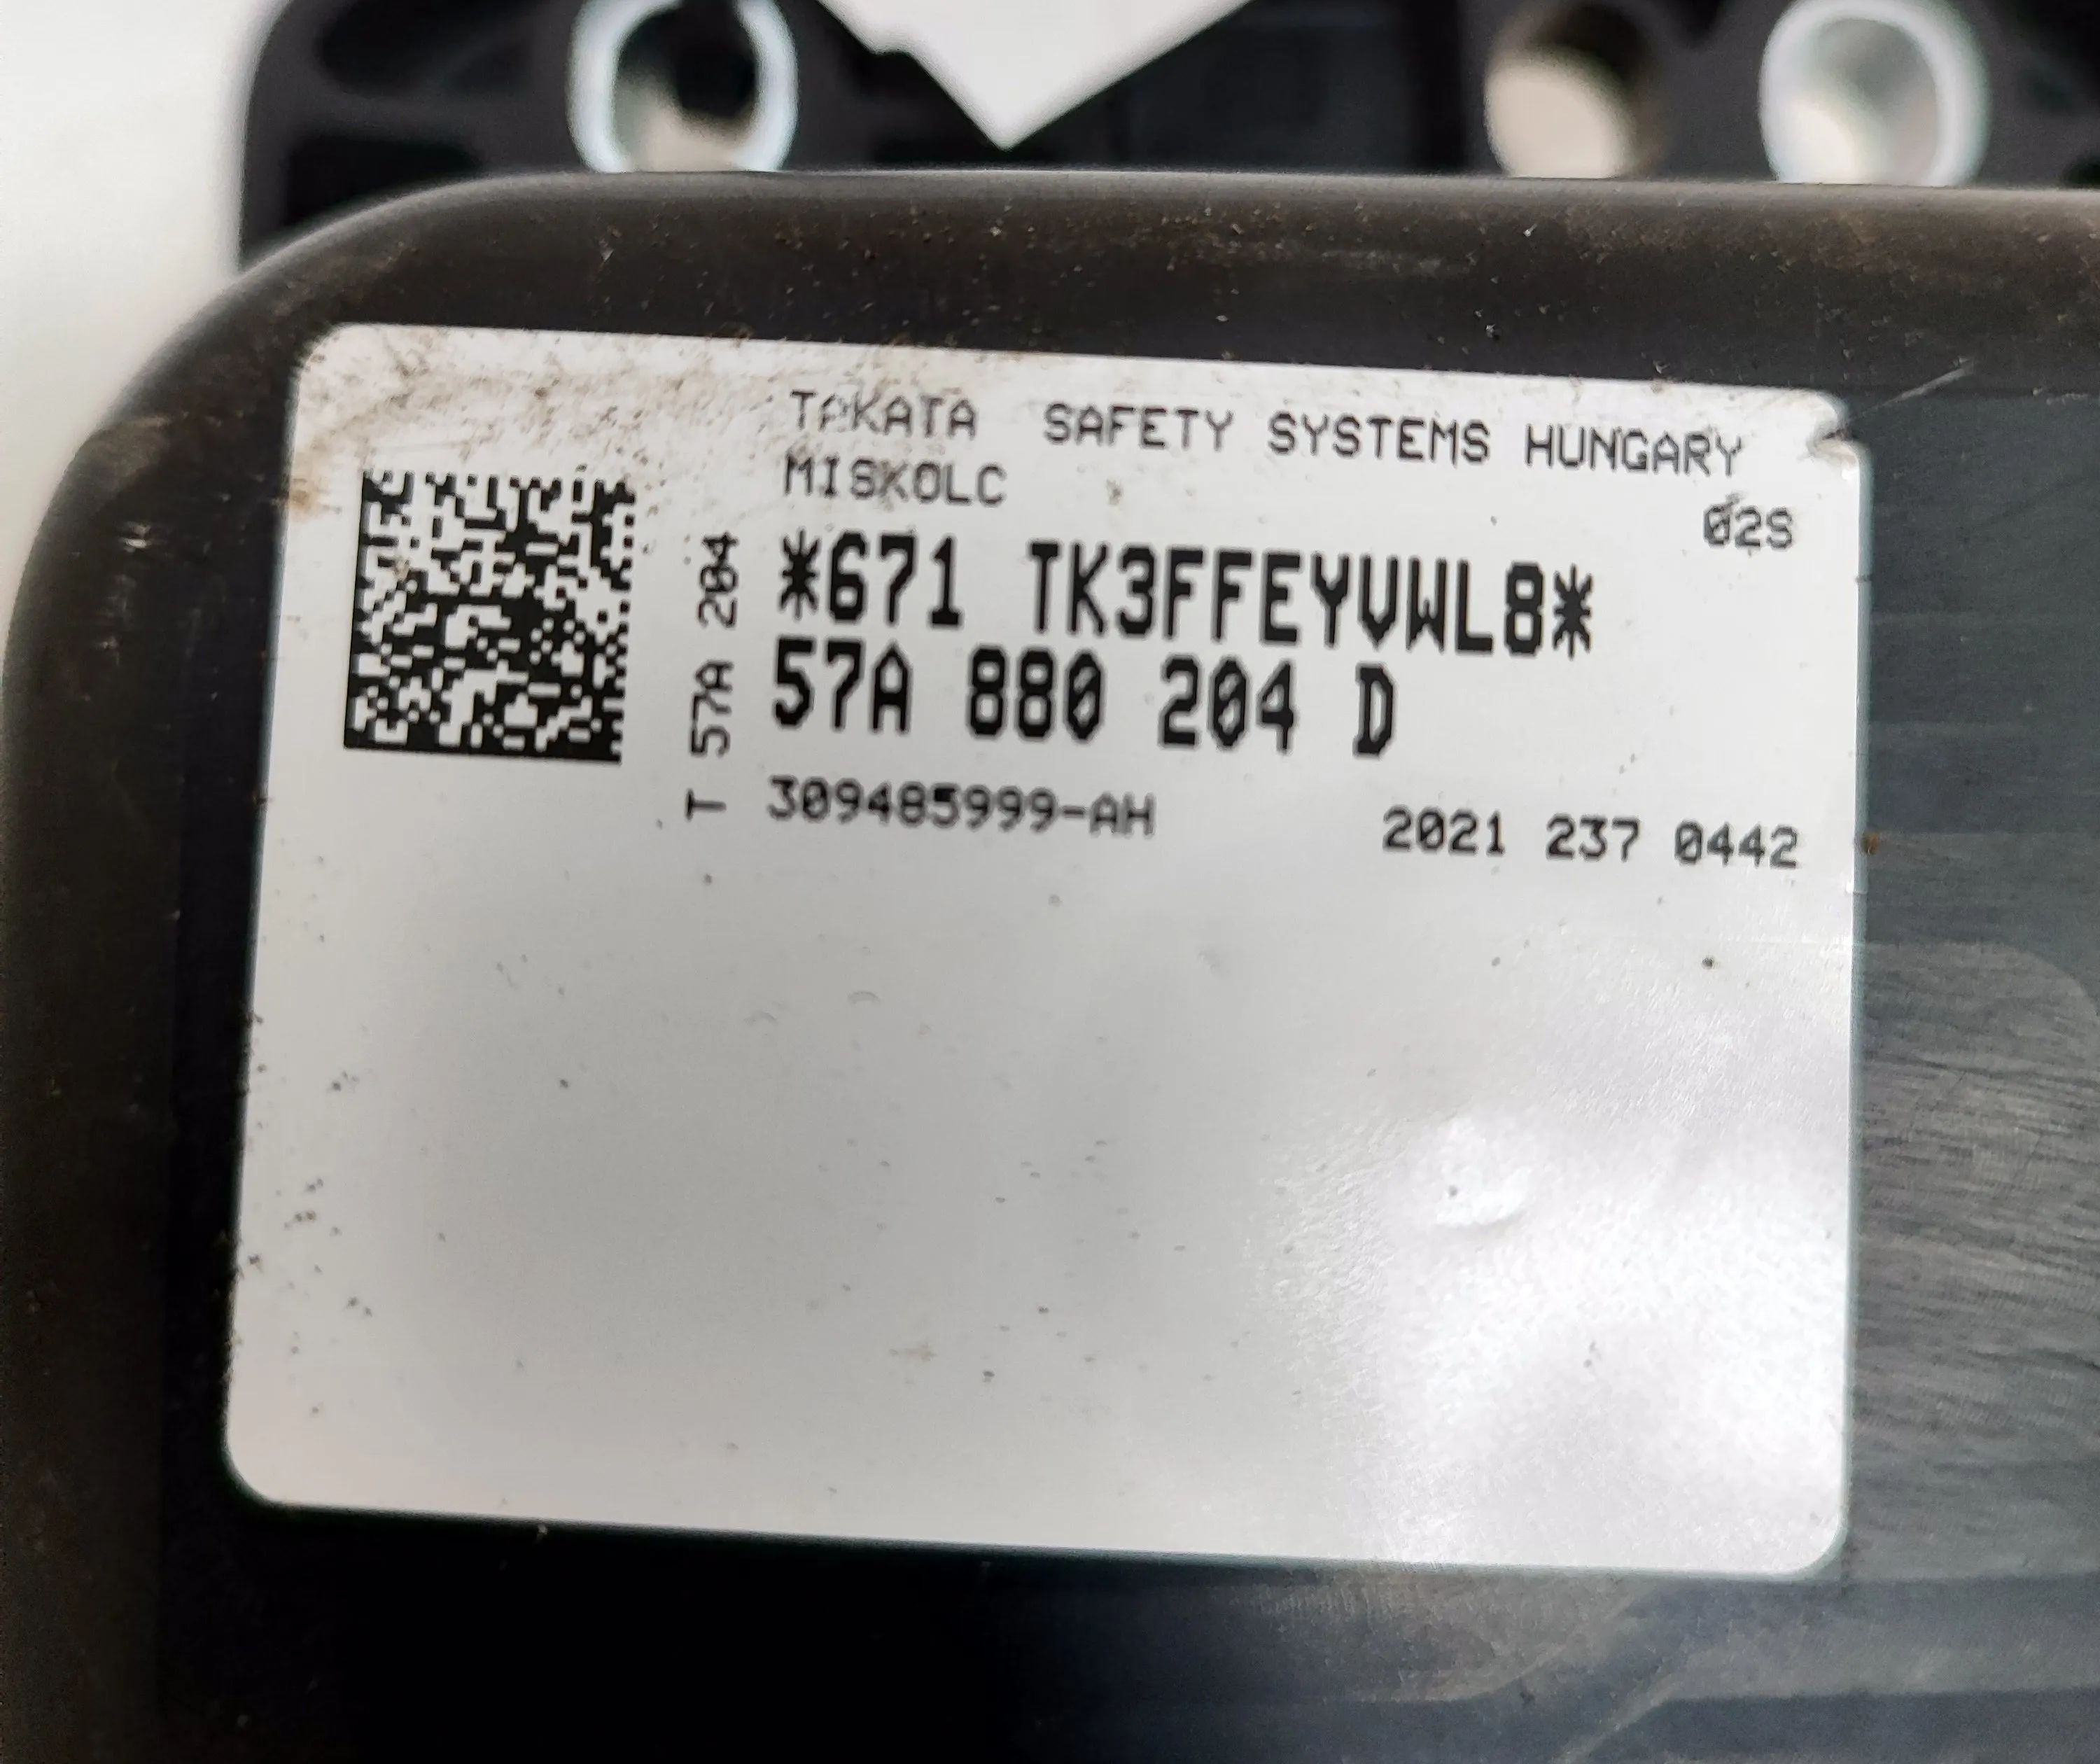 TAKATA SAFETY SYSTEMS HUNGARY
MISKOLC
02S
*671 TK3FFEYVWL8*
57A 880 204 D
T 57A 204
309485999-AH
2021 237 0442